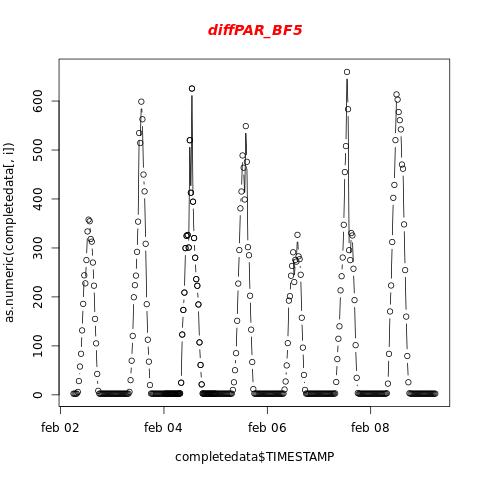 diffPAR_BF5
as.numeric(completedata[, i])
600
500
400
300
200
100
0
feb 02
feb 04
feb 06
feb 08
completedata$TIMESTAMP